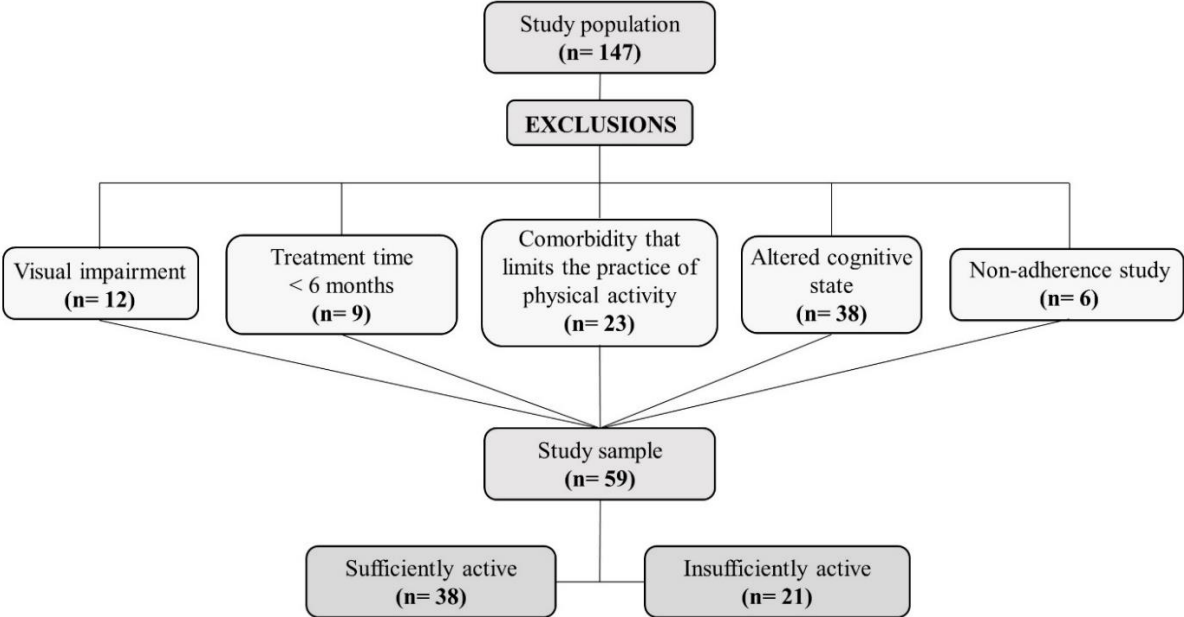 Study population
(n= 147)
EXCLUSIONS
Visual impairment
(n= 12)
Treatment time
< 6 months
(n= 9)
Comorbidity that
limits the practice of
physical activity
(n= 23)
Altered cognitive
state
(n= 38)
Non-adherence study
(n= 6)
Study sample
(n= 59)
Sufficiently active
(n= 38)
Insufficiently active
(n= 21)